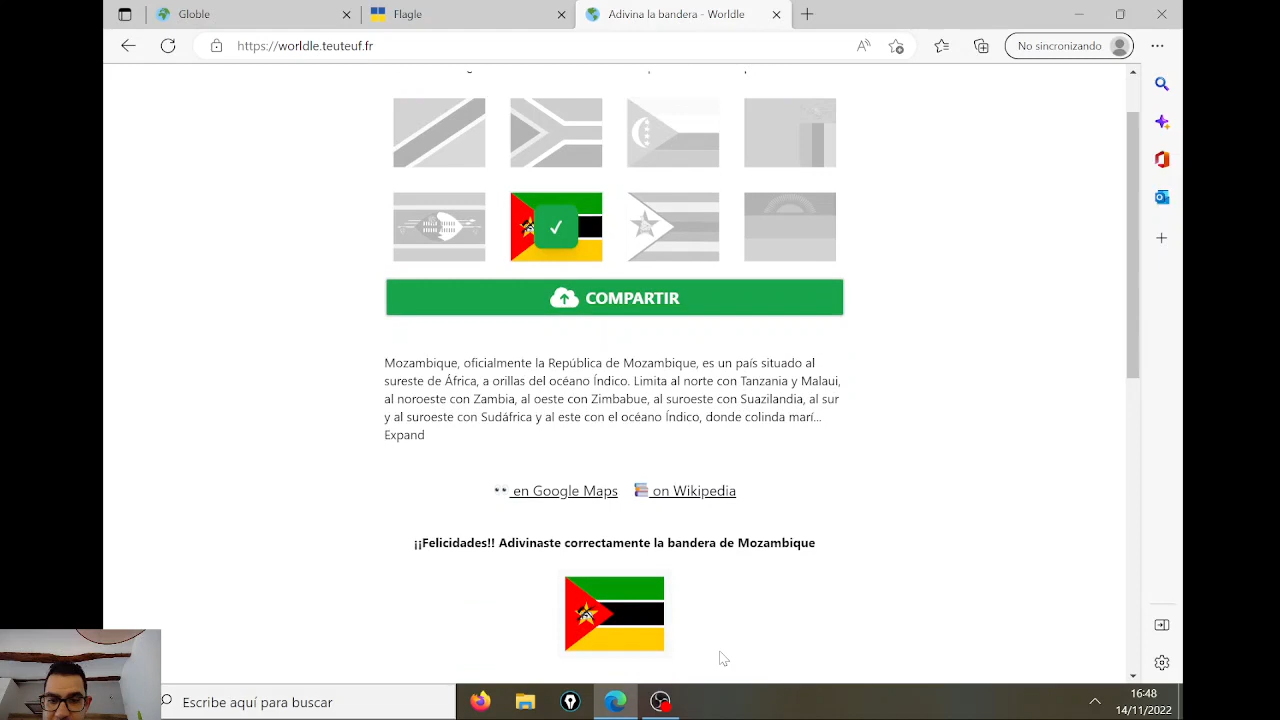 Globle
Flagle
Adivina la bandera - Worldle
https://worldle.teuteuf.fr
No sincronizando
COMPARTIR
Mozambique, oficialmente la República de Mozambique, es un país situado al
sureste de África, a orillas del océano Índico. Limita al norte con Tanzania y Malaui,
al noroeste con Zambia, al oeste con Zimbabue, al suroeste con Suazilandia, al sur
y al suroeste con Sudáfrica y al este con el océano Índico, donde colinda marí...
Expand
en Google Maps on Wikipedia
¡¡Felicidades!! Adivinaste correctamente la bandera de Mozambique
Escribe aquí para buscar
16:48
14/11/2022